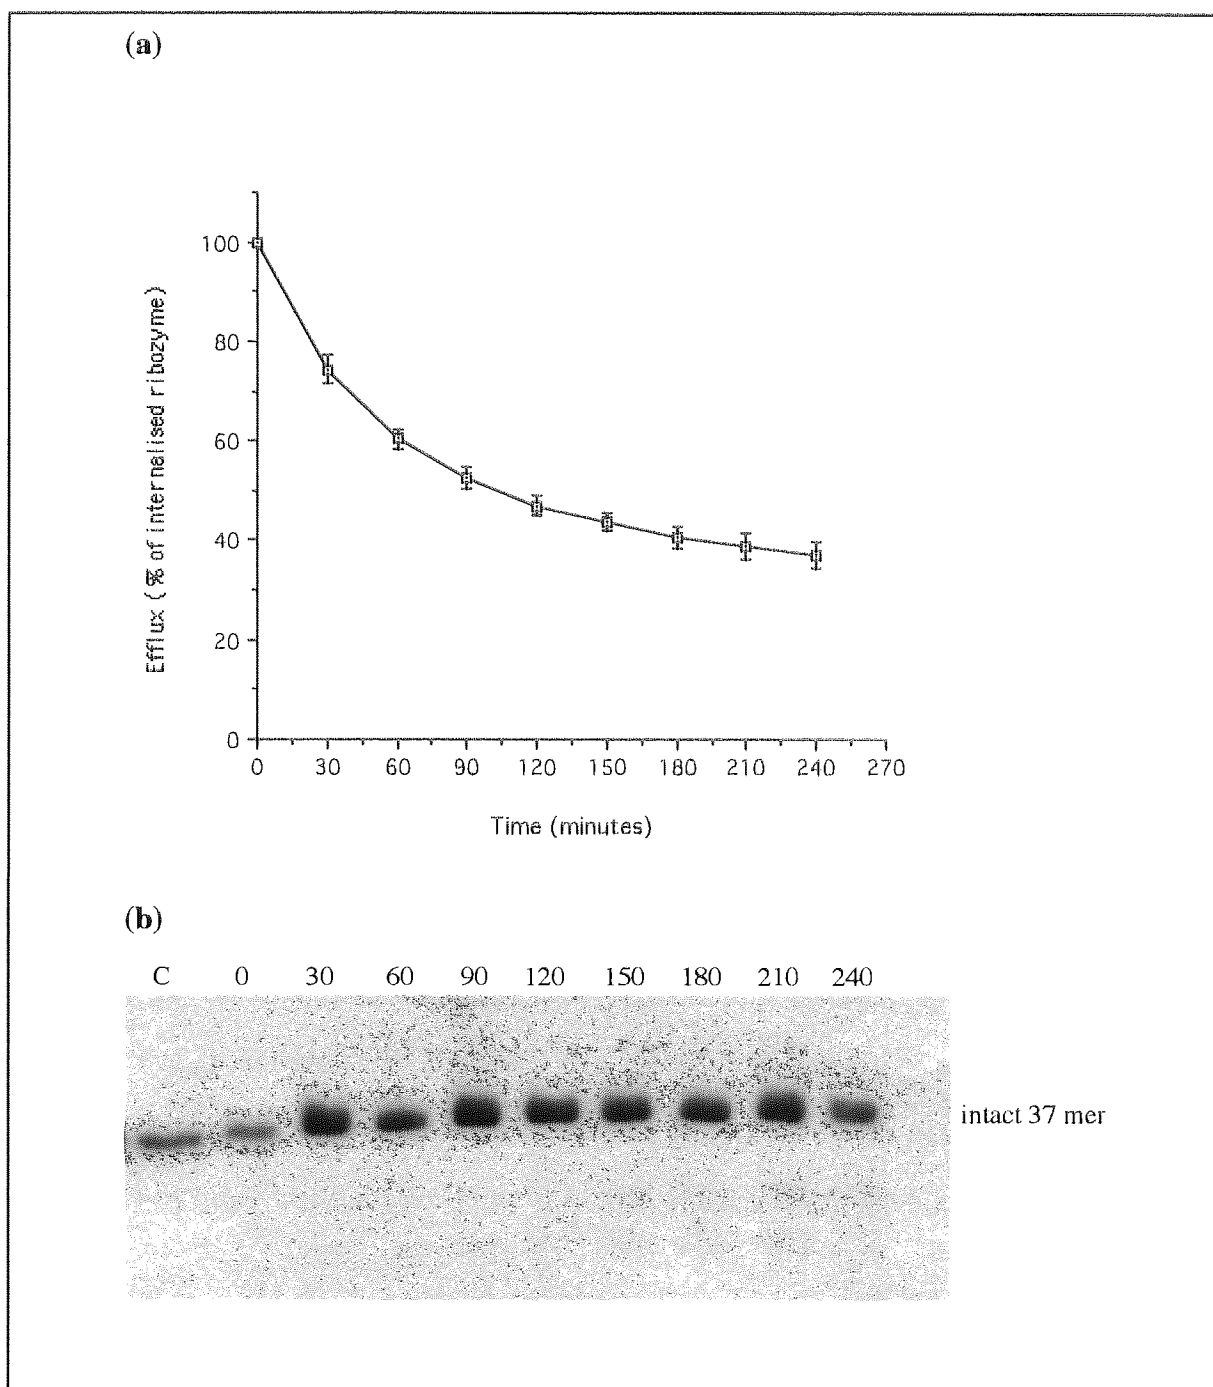 (a)
100
80
60
40
20
0
0 30 60 90 120 150 180 210 240 270
Efflux (% of internalised ribozyme)
Time (minutes)
(b)
C 0 30 60 90 120 150 180 210 240
intact 37 mer